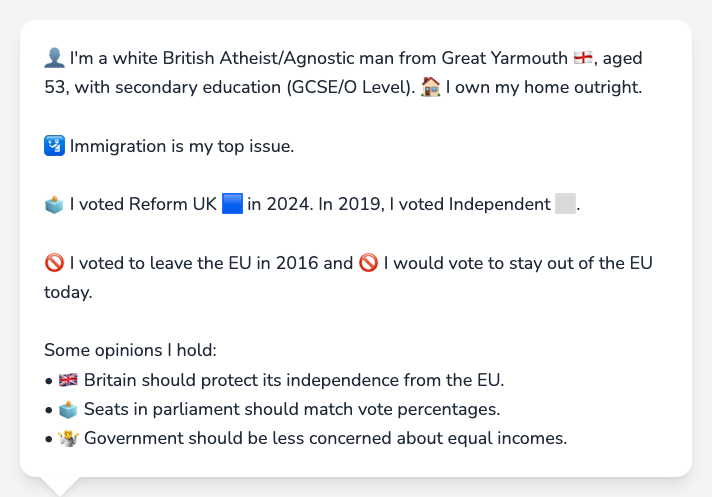 👤 I'm a white British Atheist/Agnostic man from Great Yarmouth 🏴󠁧󠁢󠁥󠁮󠁧󠁿, aged
53, with secondary education (GCSE/O Level). 🏠 I own my home outright.
🛂 Immigration is my top issue.
🗳️ I voted Reform UK 🟦 in 2024. In 2019, I voted Independent ⬜.
🚫 I voted to leave the EU in 2016 and 🚫 I would vote to stay out of the EU
today.
Some opinions I hold:
• 🇬🇧 Britain should protect its independence from the EU.
• 🗳️ Seats in parliament should match vote percentages.
• 🤷 Government should be less concerned about equal incomes.